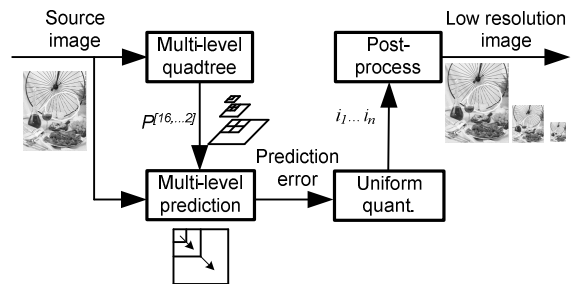 Source
image
Multi-level
quadtree
Post-
process
Low resolution
image
P[16,...2]
i1... in
Multi-level
prediction
Prediction
error
Uniform
quant.